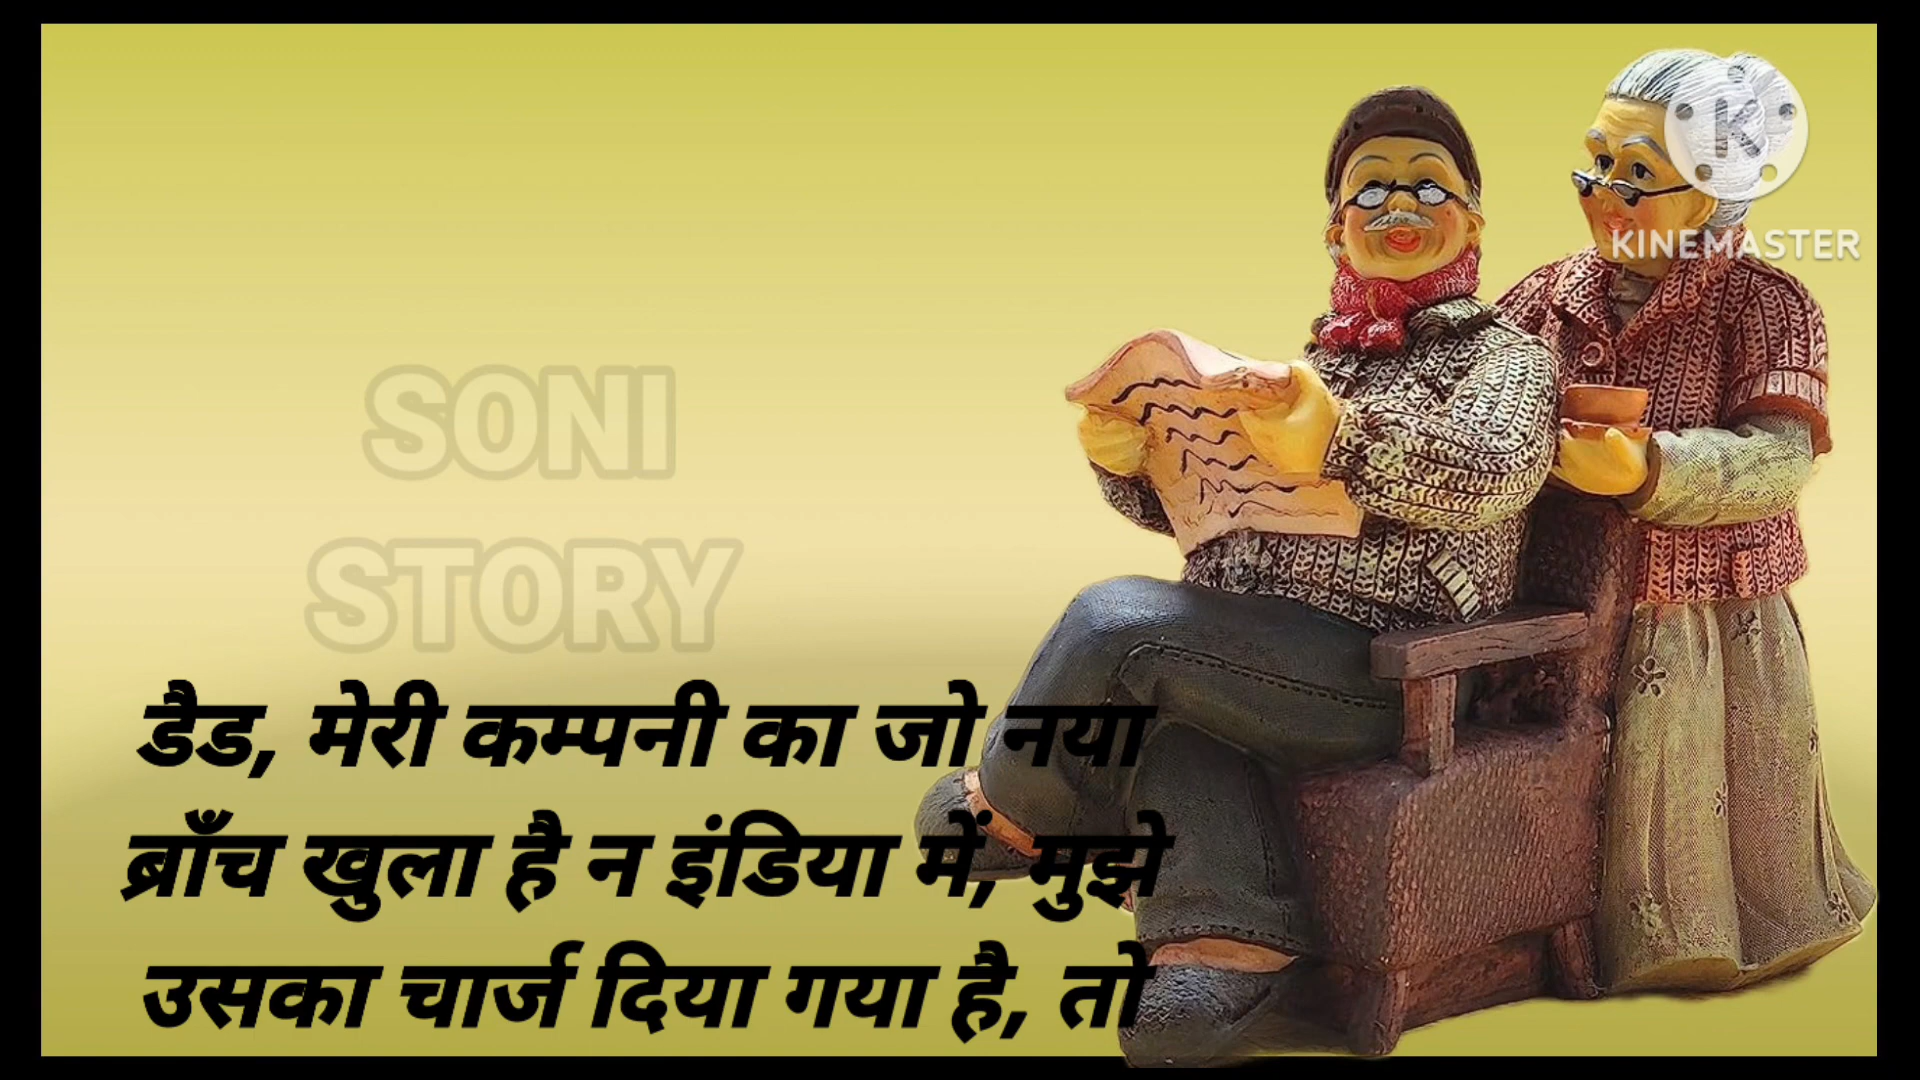 K
KINEMASTER
SONI
STORY
डैड, मेरी कम्पनी का जो नया
ब्राँच खुला है न इंडिया में, मुझे
उसका चार्ज दिया गया है, तो